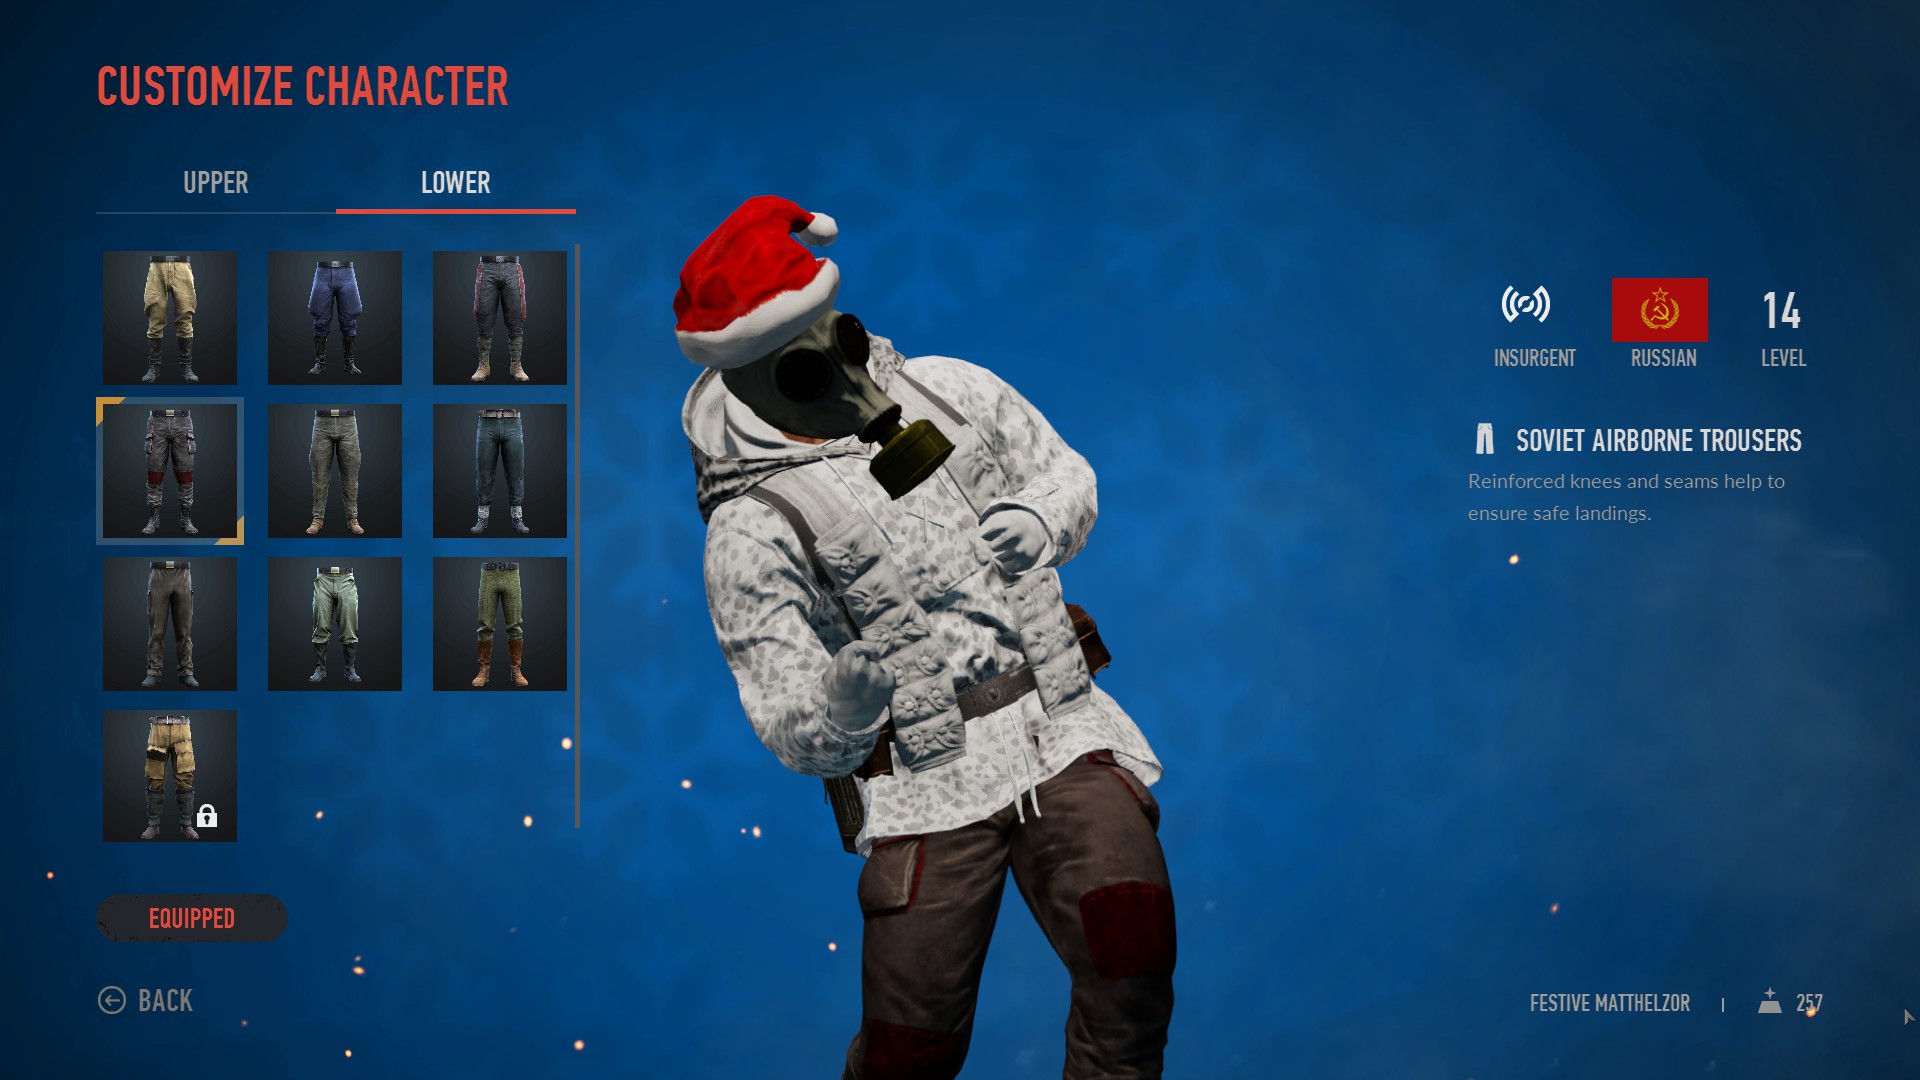 CUSTOMIZE CHARACTER
UPPER
LOWER
INSURGENT
RUSSIAN
14
LEVEL
SOVIET AIRBORNE TROUSERS
Reinforced knees and seams help to
ensure safe landings.
EQUIPPED
BACK
FESTIVE MATTHELZOR | 257